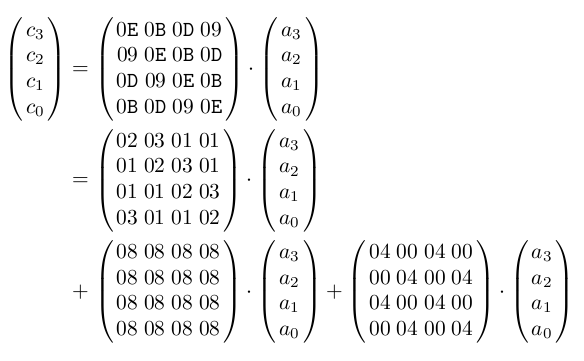 c3 0E 0B 0D 09 a3
c2 = 09 0E 0B 0D · a2
c1 0D 09 0E 0B a1
c0 0B 0D 09 0E a0
02 03 01 01 a3
= 01 02 03 01 · a2
01 01 02 03 a1
03 01 01 02 a0
08 08 08 08 a3 04 00 04 00 a3
+ 08 08 08 08 · a2 + 00 04 00 04 · a2
08 08 08 08 a1 04 00 04 00 a1
08 08 08 08 a0 00 04 00 04 a0